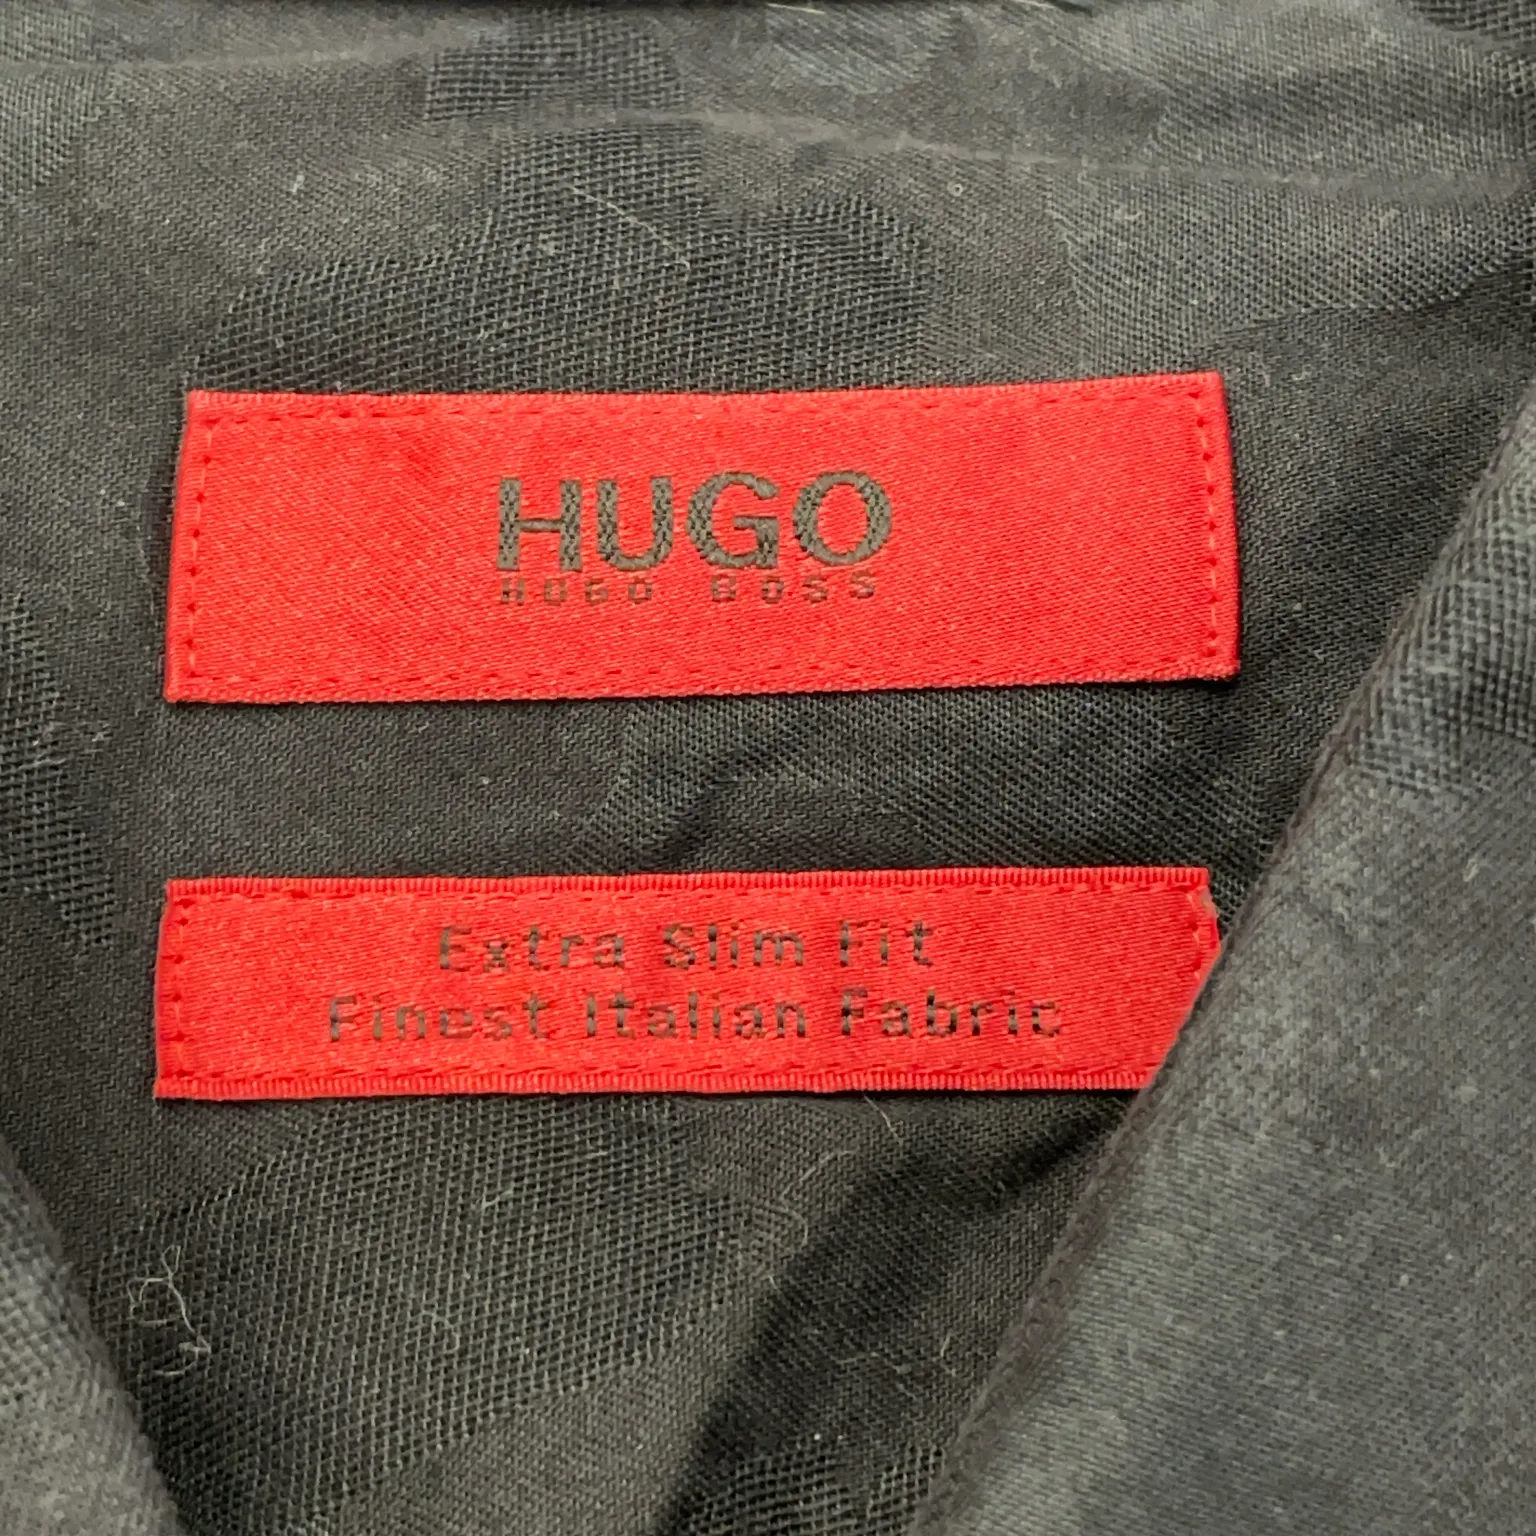 HUGO
HUGO BOSS
Extra Slim Fit
Finest Italian Fabric